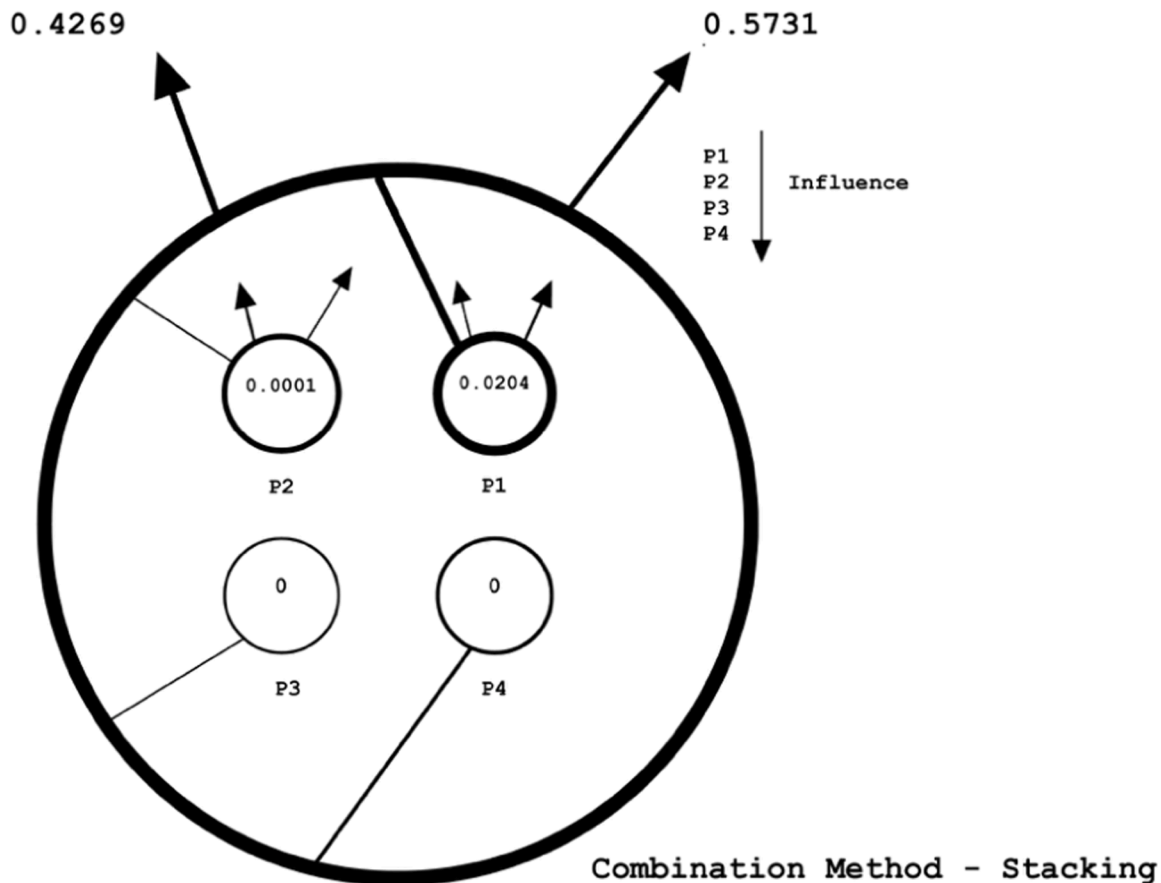 0.4269
0.5731
P1
P2
P3
P4
Influence
0.0001
0.0204
P2
P1
0
0
P3
P4
Combination Method - Stacking